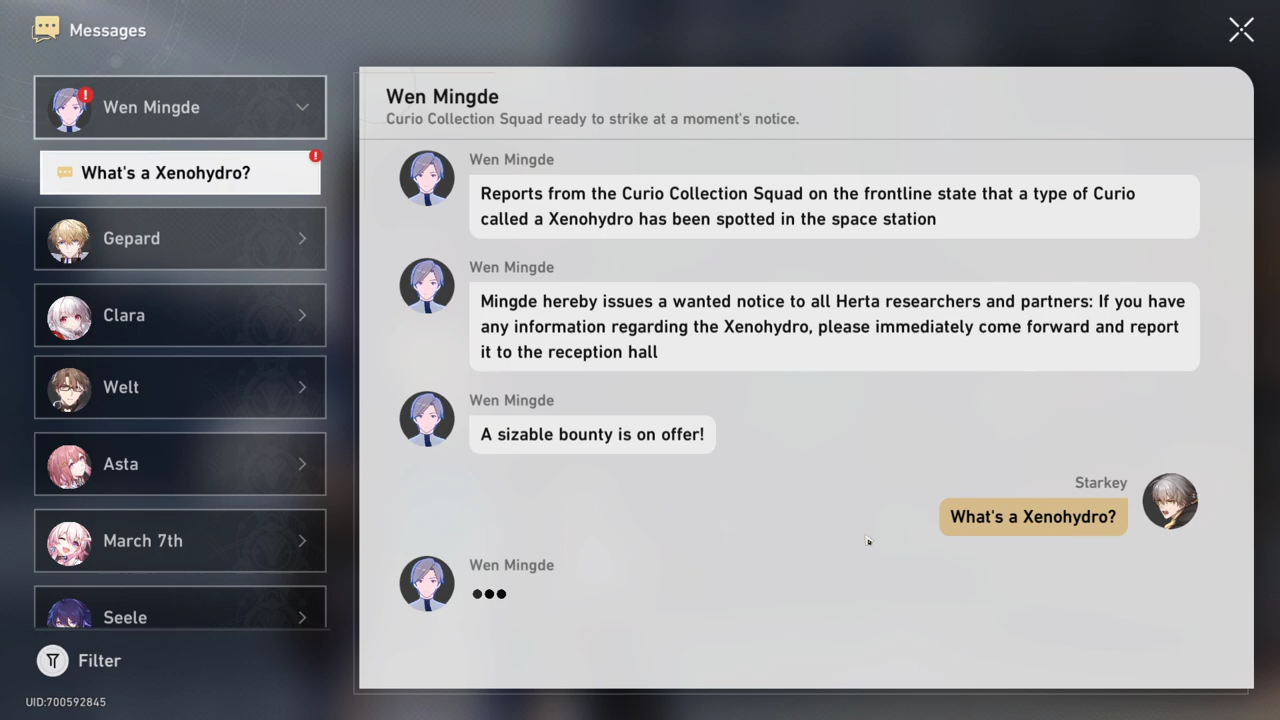 Messages
Wen Mingde
What's a Xenohydro?
Gepard
Clara
Welt
Asta
March 7th
Seele
Filter
UID:700592845
Wen Mingde
Curio Collection Squad ready to strike at a moment's notice.
Wen Mingde
Reports from the Curio Collection Squad on the frontline state that a type of Curio
called a Xenohydro has been spotted in the space station
Wen Mingde
Mingde hereby issues a wanted notice to all Herta researchers and partners: If you have
any information regarding the Xenohydro, please immediately come forward and report
it to the reception hall
Wen Mingde
A sizable bounty is on offer!
Starkey
What's a Xenohydro?
Wen Mingde